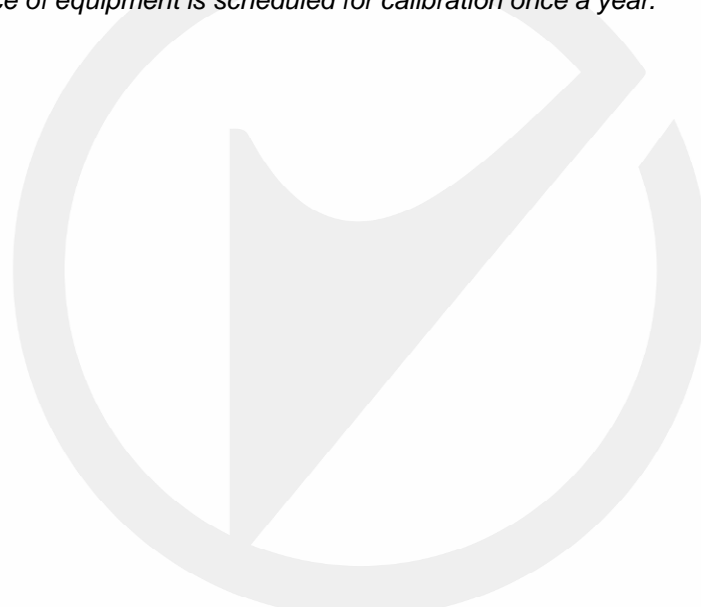 ce of equipment is scheduled for calibration once a year.